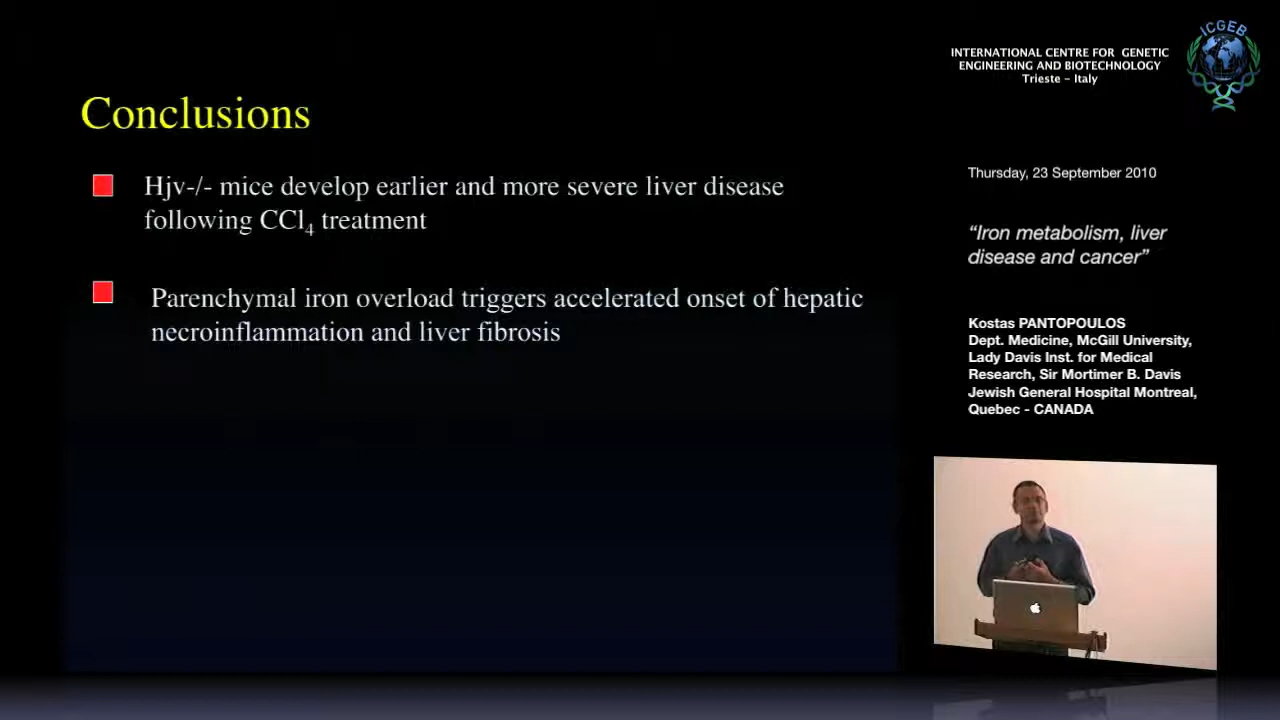 ICGEB
INTERNATIONAL CENTRE FOR GENETIC
ENGINEERING AND BIOTECHNOLOGY
Trieste – Italy
Conclusions
Hjv-/- mice develop earlier and more severe liver disease
following CCl₄ treatment
Parenchymal iron overload triggers accelerated onset of hepatic
necroinflammation and liver fibrosis
Thursday, 23 September 2010
“Iron metabolism, liver
disease and cancer”
Kostas PANTOPOULOS
Dept. Medicine, McGill University,
Lady Davis Inst. for Medical
Research, Sir Mortimer B. Davis
Jewish General Hospital Montreal,
Quebec - CANADA